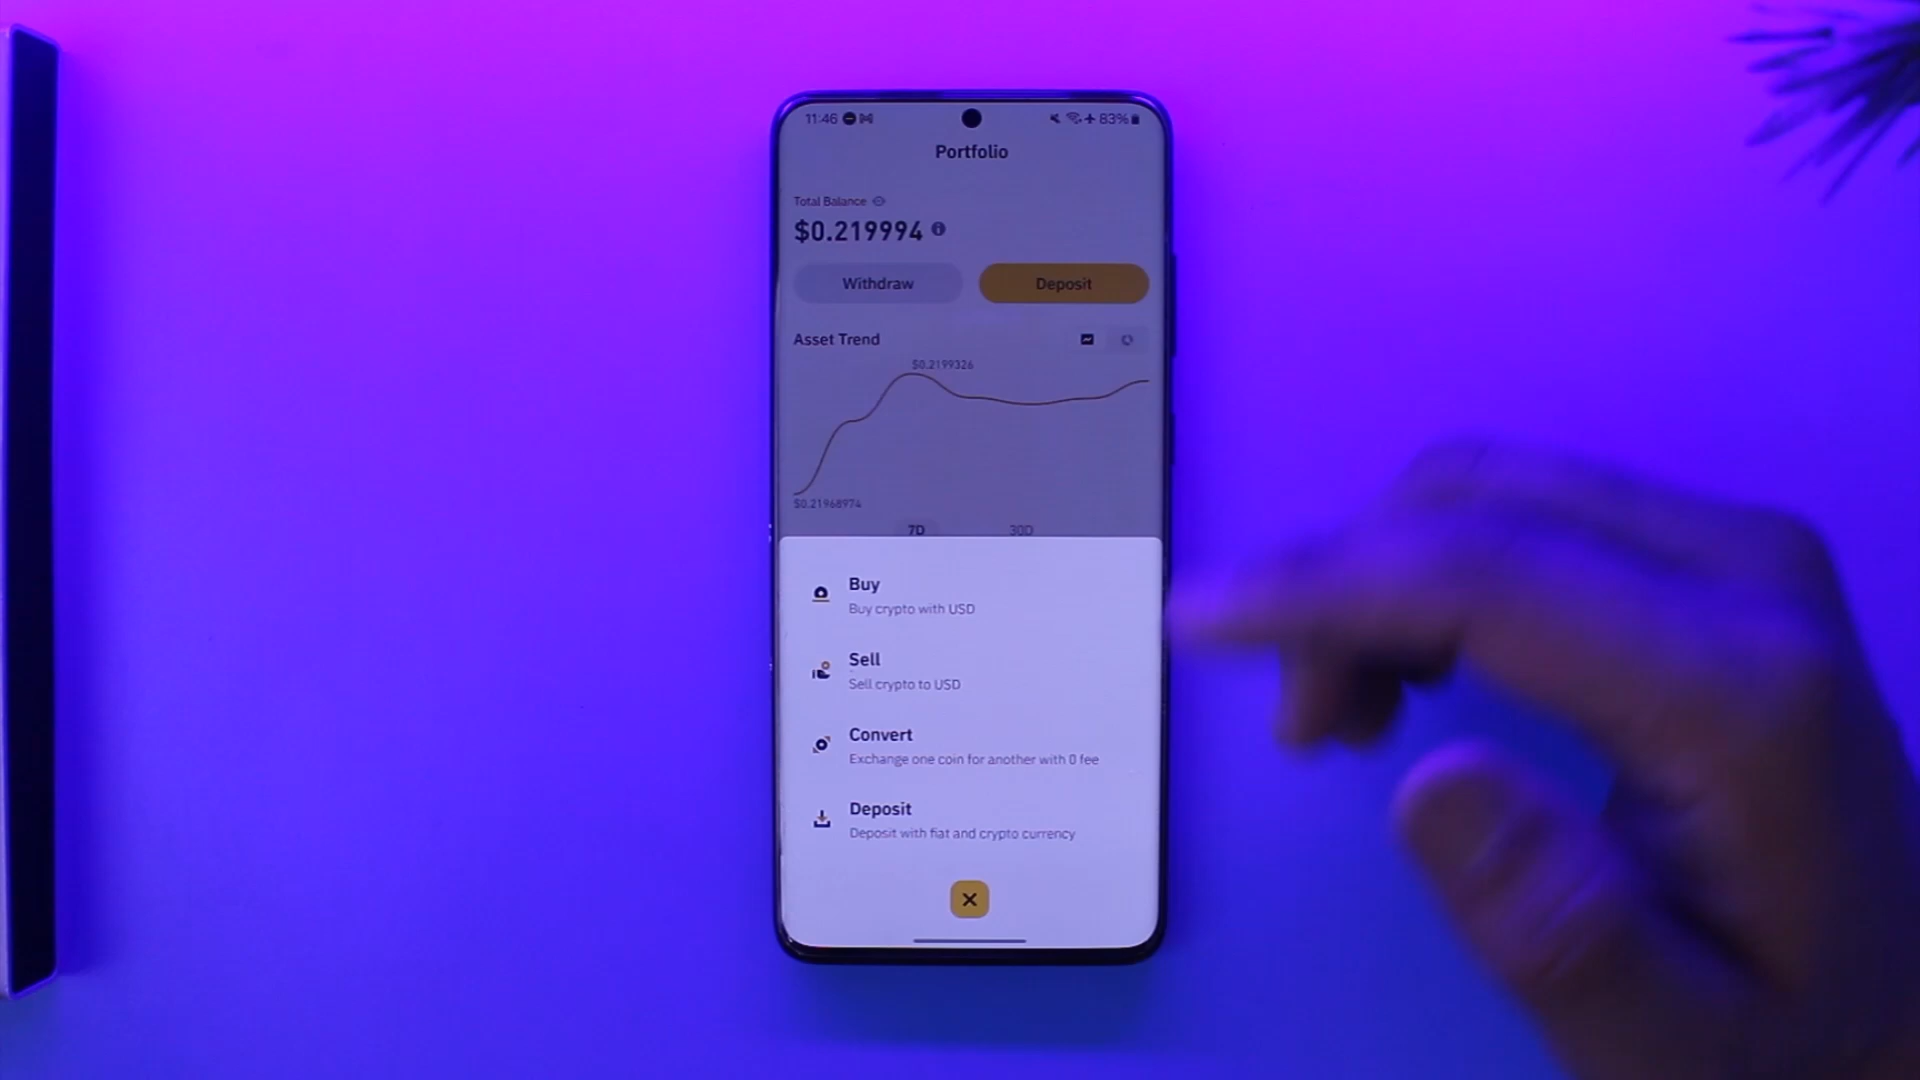 11:46 83%
Portfolio
Total Balance
$0.219994
Withdraw Deposit
Asset Trend
$0.2199326
$0.21968974
7D 30D
Buy
Buy crypto with USD
Sell
Sell crypto to USD
Convert
Exchange one coin for another with 0 fee
Deposit
Deposit with fiat and crypto currency